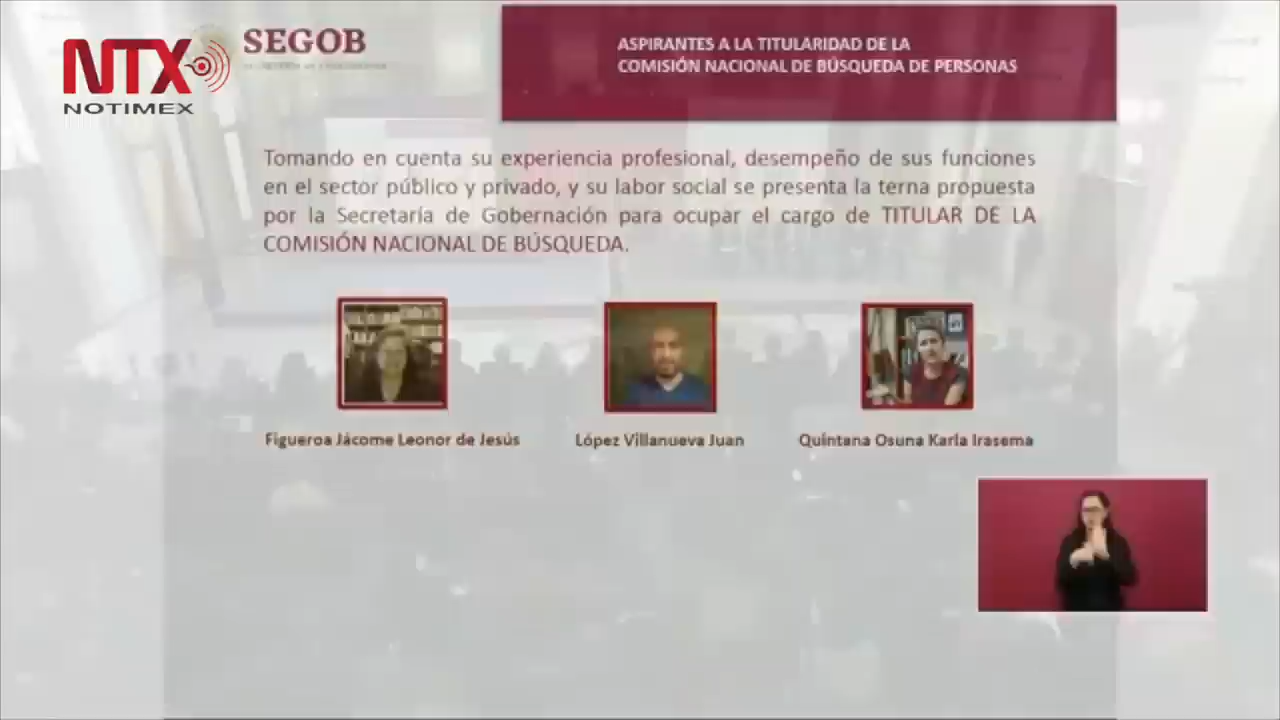 NTX
NOTIMEX
SEGOB
ASPIRANTES A LA TITULARIDAD DE LA
COMISIÓN NACIONAL DE BÚSQUEDA DE PERSONAS
Tomando en cuenta su experiencia profesional, desempeño de sus funciones
en el sector público y privado, y su labor social se presenta la terna propuesta
por la Secretaría de Gobernación para ocupar el cargo de TITULAR DE LA
COMISIÓN NACIONAL DE BÚSQUEDA.
Figueroa Jácome Leonor de Jesús
López Villanueva Juan
Quintana Osuna Karla Irasema